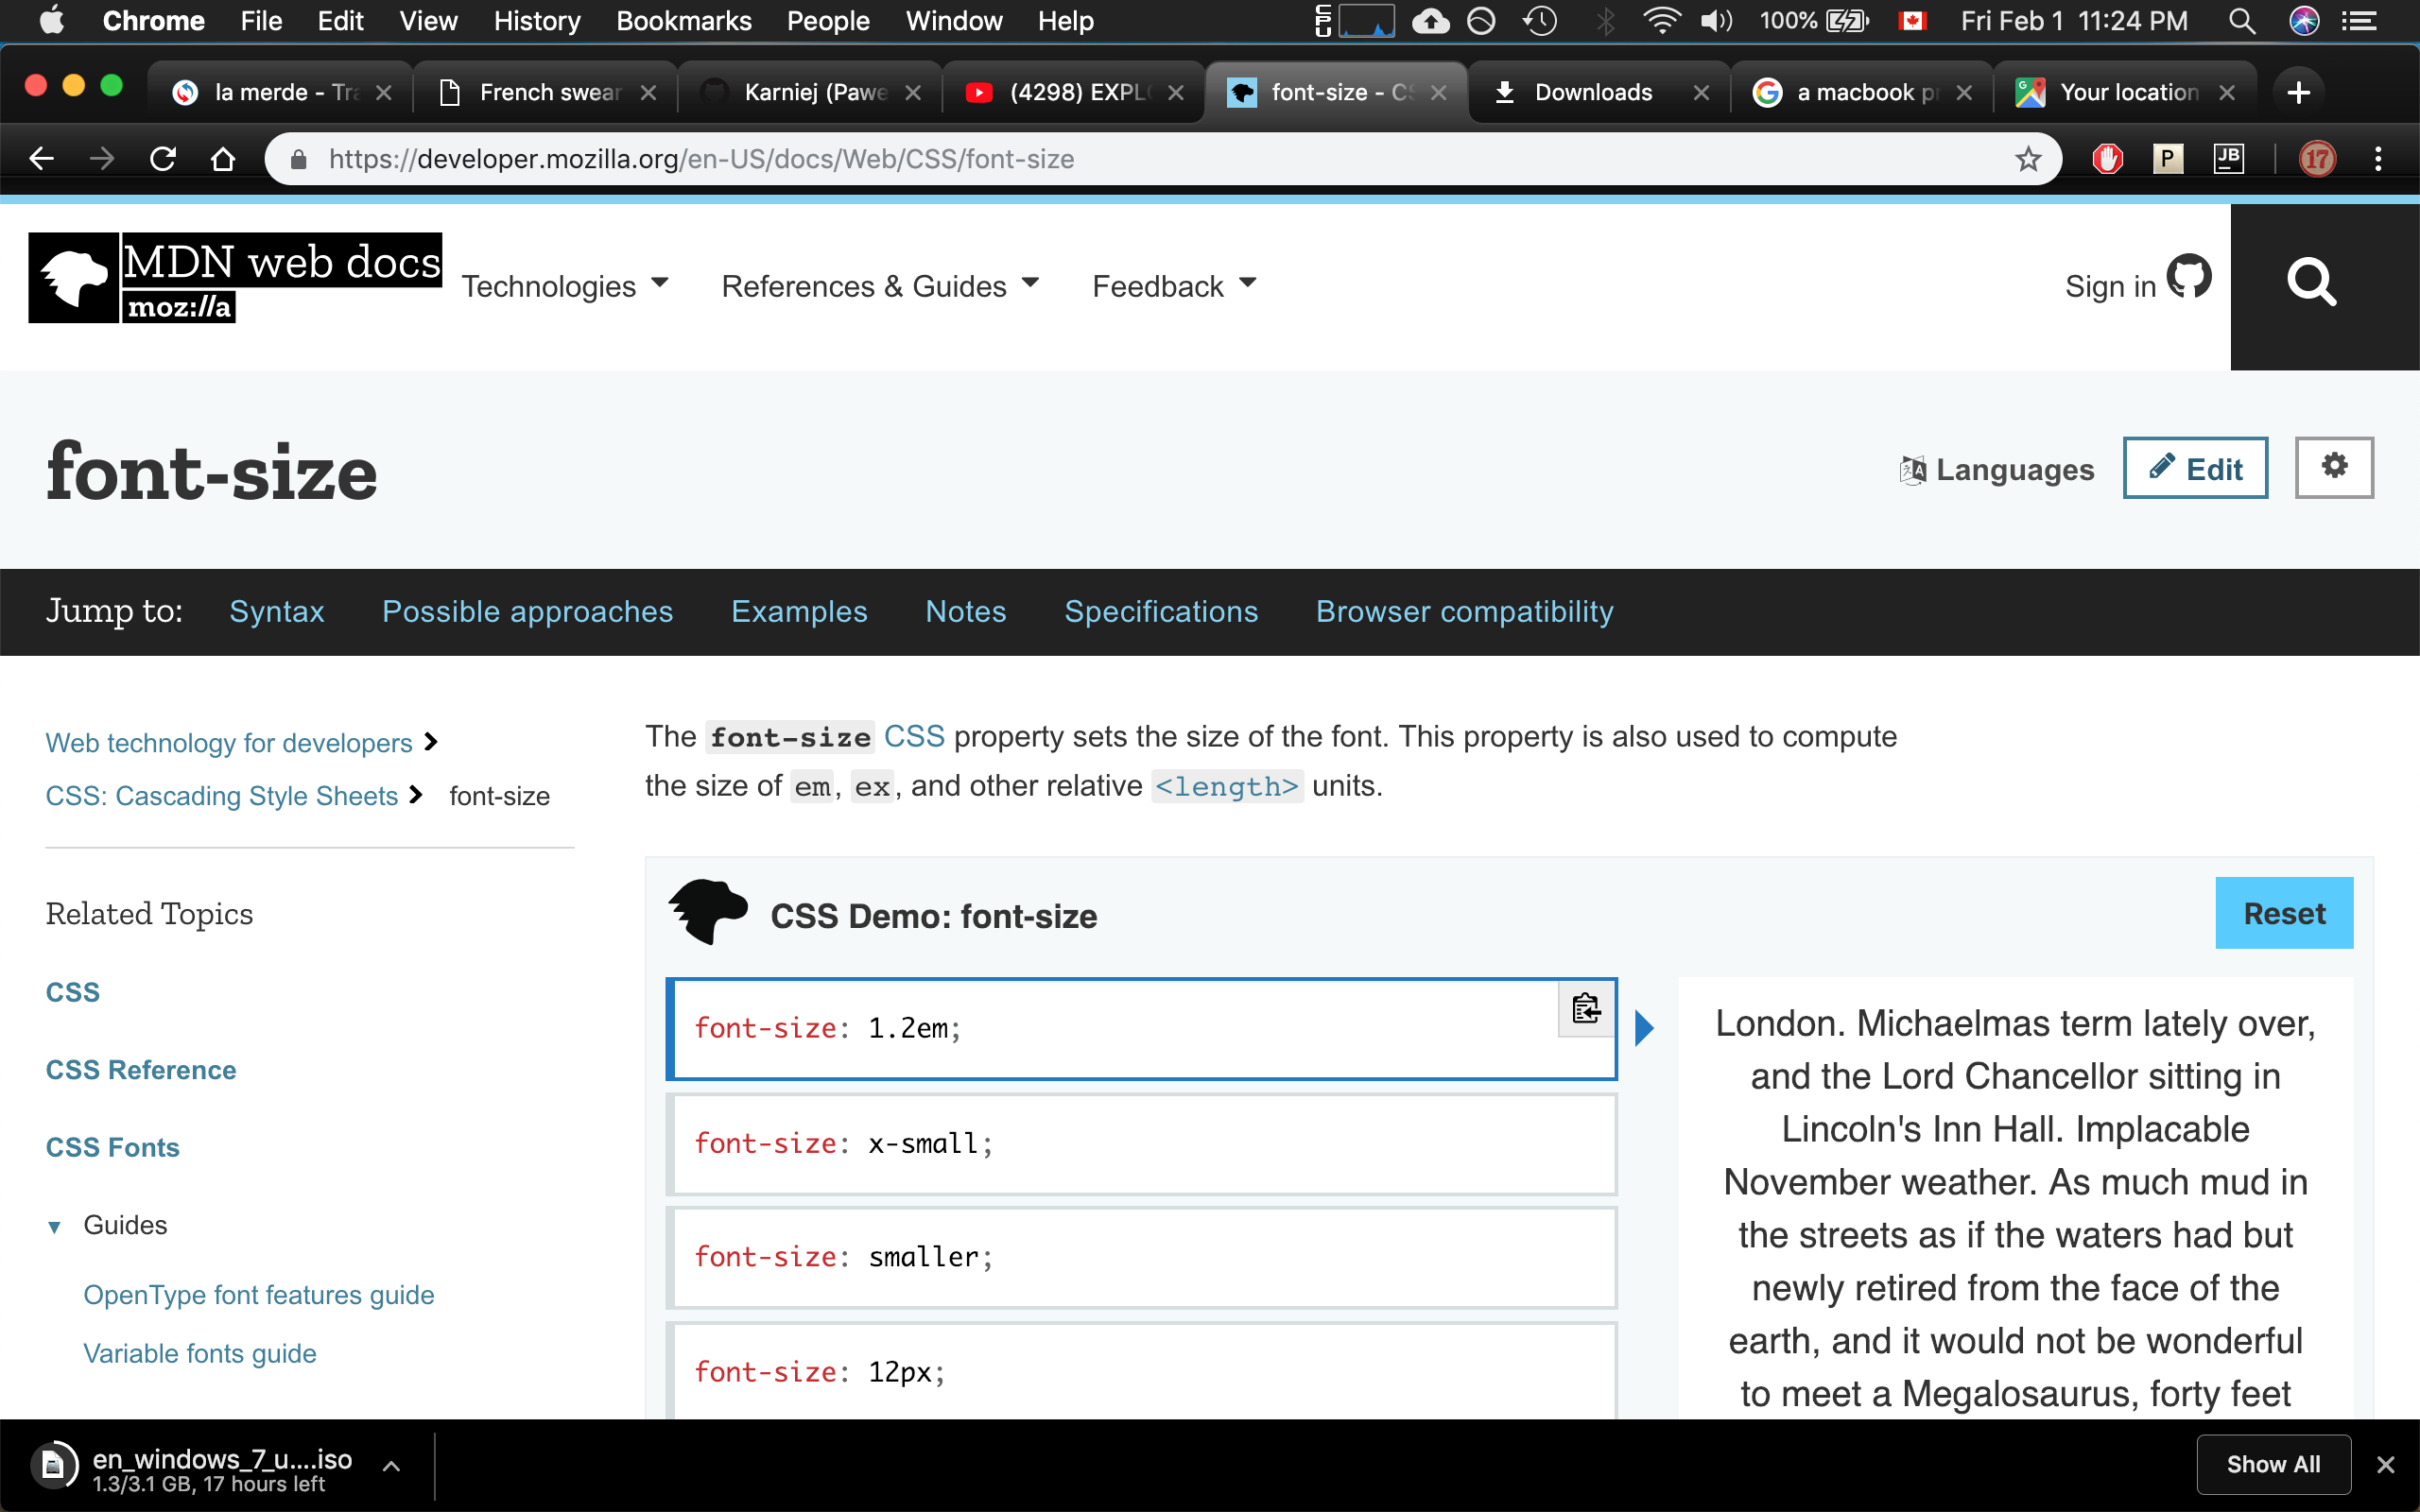 Chrome File Edit View History Bookmarks People Window Help CPU 100% Fri Feb 1 11:24 PM
la merde - Tra French swear Karniej (Pawe (4298) EXPL font-size - CS Downloads a macbook p Your location
https://developer.mozilla.org/en-US/docs/Web/CSS/font-size P JB 17
MDN web docs
moz://a
Technologies References & Guides Feedback Sign in
font-size
Languages Edit
Jump to: Syntax Possible approaches Examples Notes Specifications Browser compatibility
Web technology for developers
CSS: Cascading Style Sheets font-size
Related Topics
CSS
CSS Reference
CSS Fonts
Guides
OpenType font features guide
Variable fonts guide
The font-size CSS property sets the size of the font. This property is also used to compute
the size of em, ex, and other relative <length> units.
CSS Demo: font-size
Reset
font-size: 1.2em;
font-size: x-small;
font-size: smaller;
font-size: 12px;
London. Michaelmas term lately over,
and the Lord Chancellor sitting in
Lincoln's Inn Hall. Implacable
November weather. As much mud in
the streets as if the waters had but
newly retired from the face of the
earth, and it would not be wonderful
to meet a Megalosaurus, forty feet
en_windows_7_u....iso
1.3/3.1 GB, 17 hours left
Show All